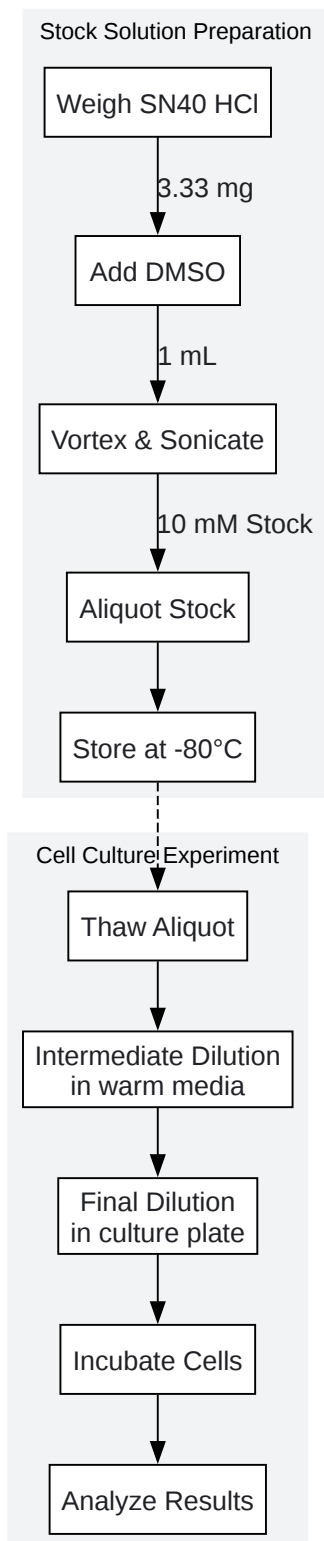 Stock Solution Preparation
Weigh SN40 HCl
3.33 mg
Add DMSO
1 mL
Vortex & Sonicate
10 mM Stock
Aliquot Stock
Store at -80°C
Cell Culture Experiment
Thaw Aliquot
Intermediate Dilution
in warm media
Final Dilution
in culture plate
Incubate Cells
Analyze Results